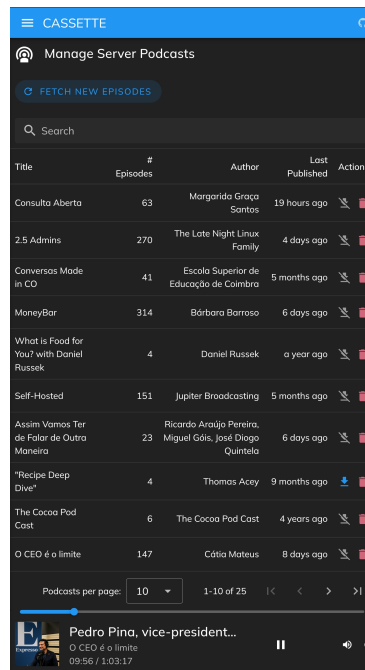 CASSETTE
Manage Server Podcasts
FETCH NEW EPISODES
Search
Title # Episodes Author Last Published Action
Consulta Aberta 63 Margarida Graça Santos 19 hours ago
2.5 Admins 270 The Late Night Linux Family 4 days ago
Conversas Made in CO 41 Escola Superior de Educação de Coimbra 5 months ago
MoneyBar 314 Bárbara Barroso 6 days ago
What is Food for You? with Daniel Russek 4 Daniel Russek a year ago
Self-Hosted 151 Jupiter Broadcasting 5 months ago
Assim Vamos Ter de Falar de Outra Maneira 23 Ricardo Araújo Pereira, Miguel Góis, José Diogo Quintela 6 days ago
"Recipe Deep Dive" 4 Thomas Acey 9 months ago
The Cocoa Pod Cast 6 The Cocoa Pod Cast 4 years ago
O CEO é o limite 147 Cátia Mateus 8 days ago
Podcasts per page: 10 1-10 of 25
Expresso
Pedro Pina, vice-president...
O CEO é o limite
09:56 / 1:03:17